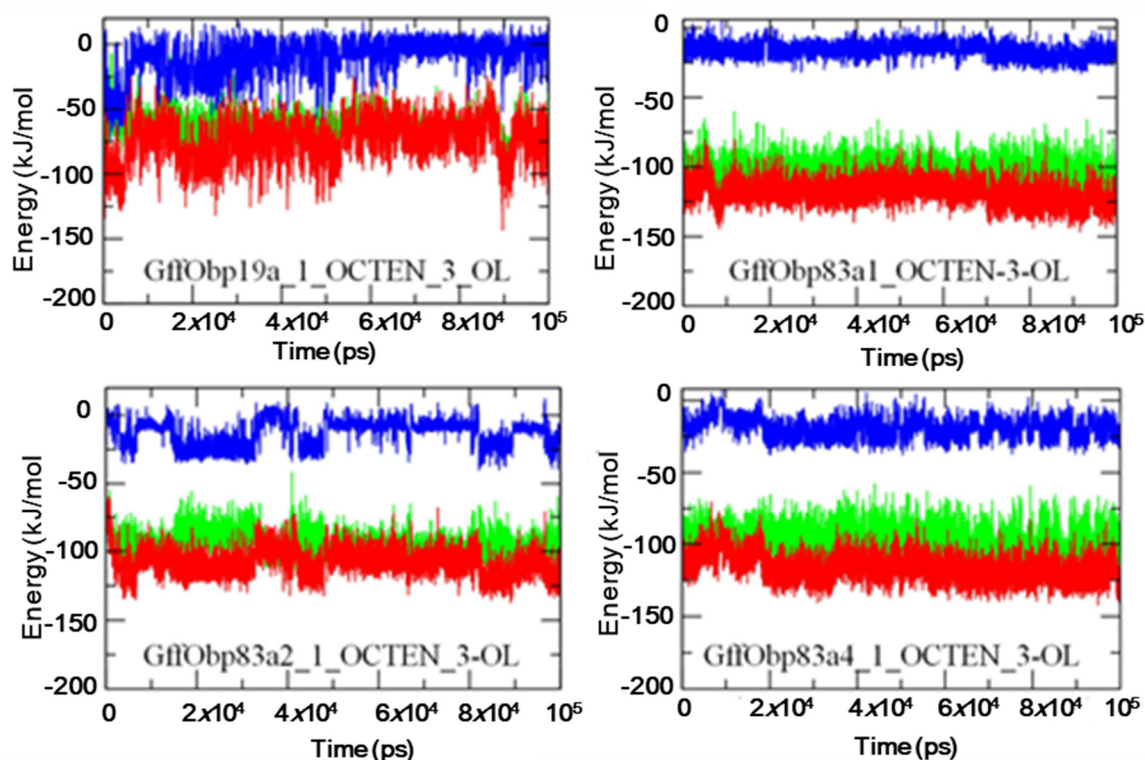 0
-50
-100
-150
-200
Energy (kJ/mol)
GffObp19a_1_OCTEN_3_OL
0 2x10⁴ 4x10⁴ 6x10⁴ 8x10⁴ 10⁵
Time (ps)
0
-50
-100
-150
-200
Energy (kJ/mol)
GffObp83a1_OCTEN-3-OL
0 2x10⁴ 4x10⁴ 6x10⁴ 8x10⁴ 10⁵
Time (ps)
0
-50
-100
-150
-200
Energy (kJ/mol)
GffObp83a2_1_OCTEN_3-OL
0 2x10⁴ 4x10⁴ 6x10⁴ 8x10⁴ 10⁵
Time (ps)
0
-50
-100
-150
-200
Energy (kJ/mol)
GffObp83a4_1_OCTEN_3-OL
0 2x10⁴ 4x10⁴ 6x10⁴ 8x10⁴ 10⁵
Time (ps)